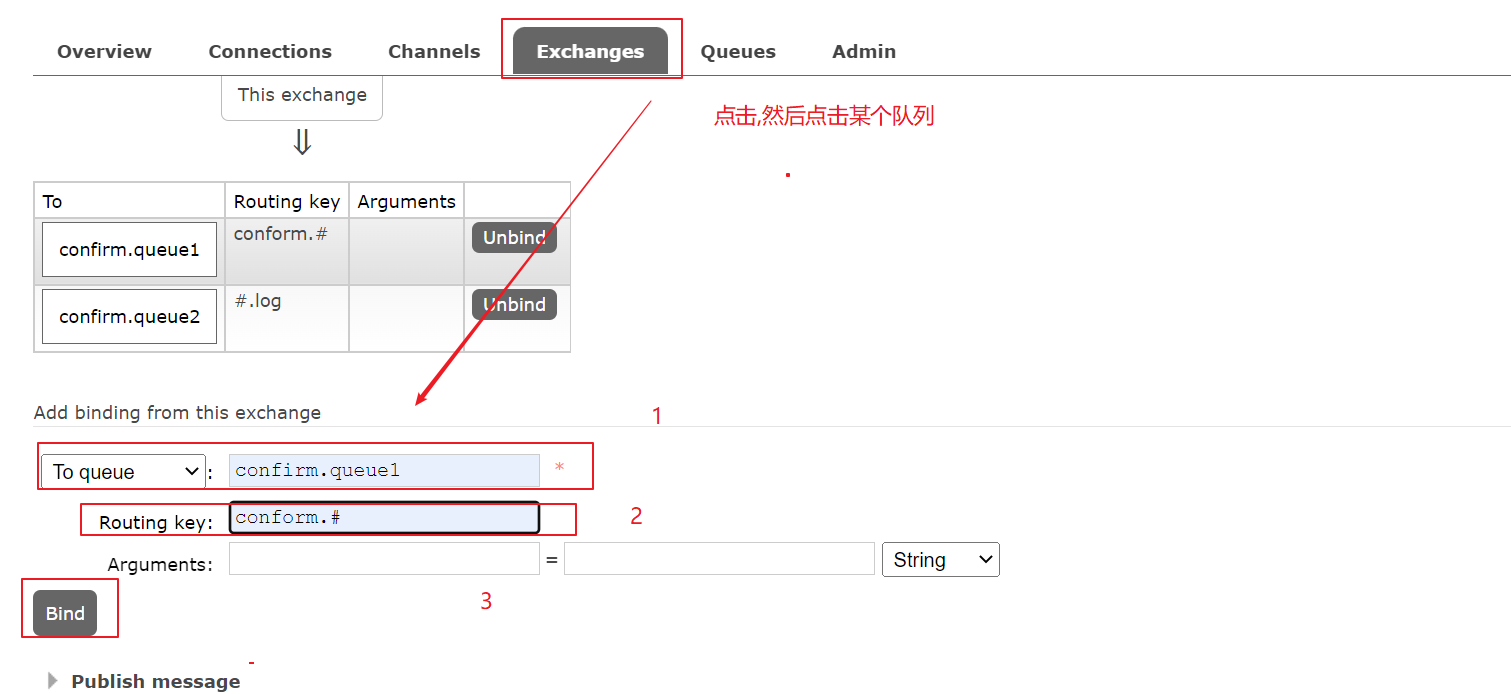 Overview Connections Channels Exchanges Queues Admin
This exchange
点击,然后点击某个队列
⇓
To Routing key Arguments
confirm.queue1 conform.# Unbind
confirm.queue2 #.log Unbind
Add binding from this exchange
1
To queue : confirm.queue1 *
Routing key: conform.# 2
Arguments: = String
3
Bind
Publish message